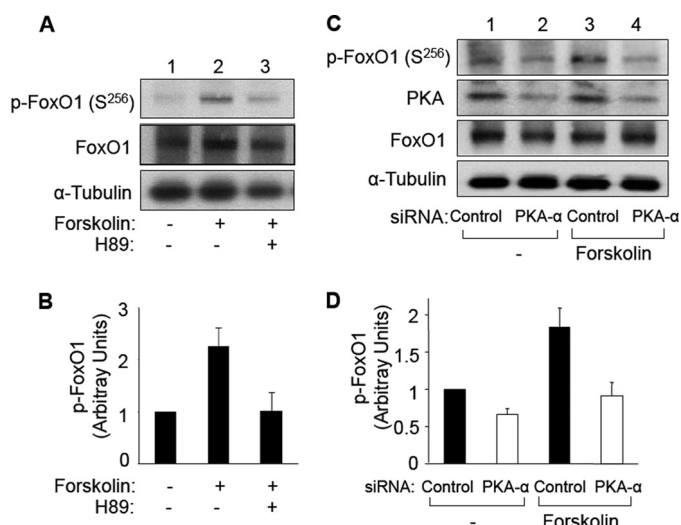 A
1 2 3
p-FoxO1 (S256)
FoxO1
α-Tubulin
Forskolin: - + +
H89: - - +
B
p-FoxO1
(Arbitray Units)
3
2
1
0
Forskolin: - + +
H89: - - +
C
1 2 3 4
p-FoxO1 (S256)
PKA
FoxO1
α-Tubulin
siRNA: Control PKA-α Control PKA-α
- Forskolin
D
p-FoxO1
(Arbitray Units)
2
1.5
1
0.5
0
siRNA: Control PKA-α Control PKA-α
- Forskolin